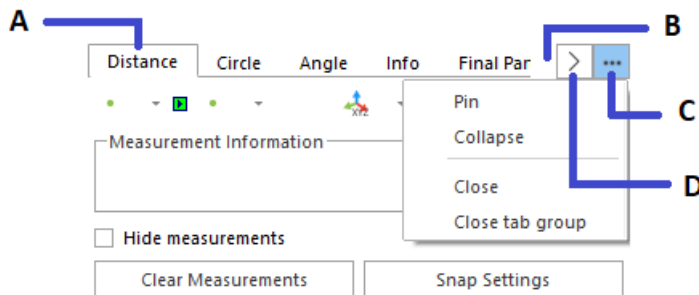 A
B
Distance Circle Angle Info Final Par > ...
Pin
C
XYZ
Measurement Information
Collapse
D
Close
Close tab group
Hide measurements
Clear Measurements Snap Settings